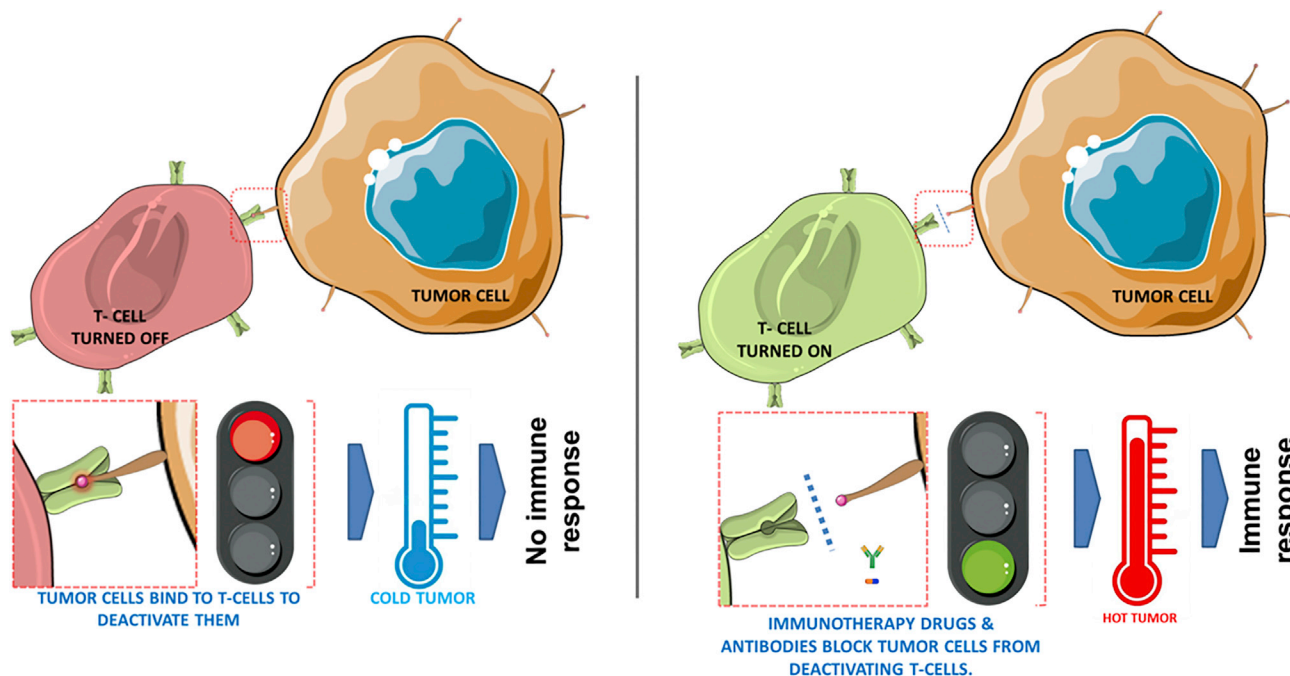 TUMOR CELL
T- CELL
TURNED OFF
No immune
response
TUMOR CELLS BIND TO T-CELLS TO
DEACTIVATE THEM
COLD TUMOR
TUMOR CELL
T- CELL
TURNED ON
Immune
response
HOT TUMOR
IMMUNOTHERAPY DRUGS &
ANTIBODIES BLOCK TUMOR CELLS FROM
DEACTIVATING T-CELLS.